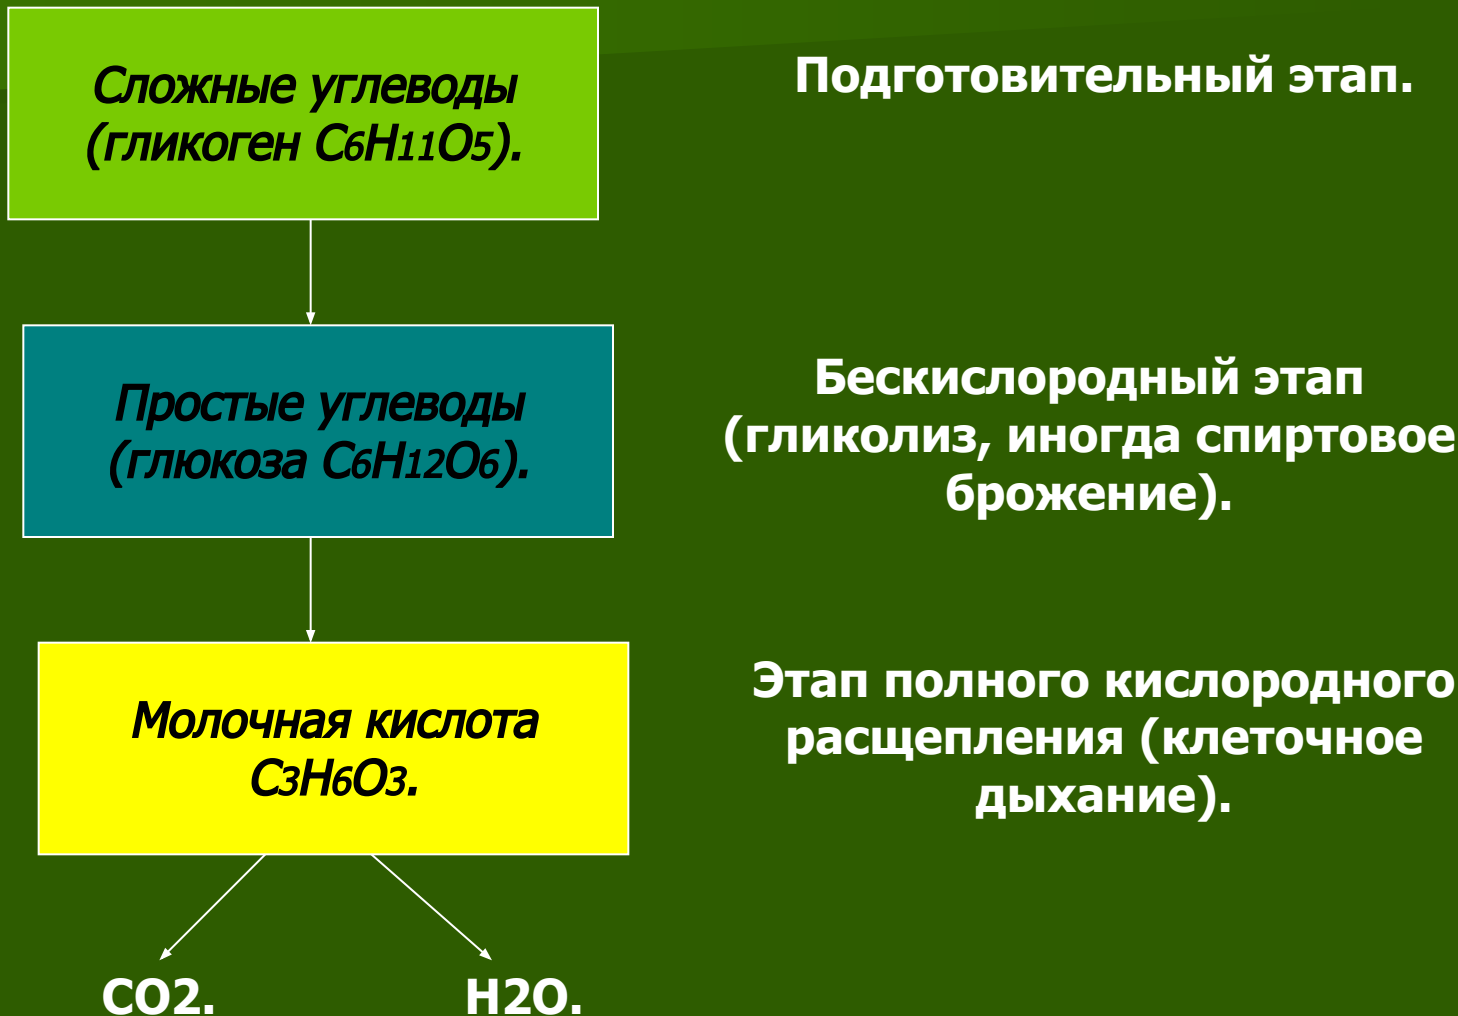 Сложные углеводы
(гликоген C6H11O5).
Подготовительный этап.
Простые углеводы
(глюкоза C6H12O6).
Бескислородный этап
(гликолиз, иногда спиртовое
брожение).
Молочная кислота
C3H6O3.
Этап полного кислородного
расщепления (клеточное
дыхание).
CO2.
H2O.